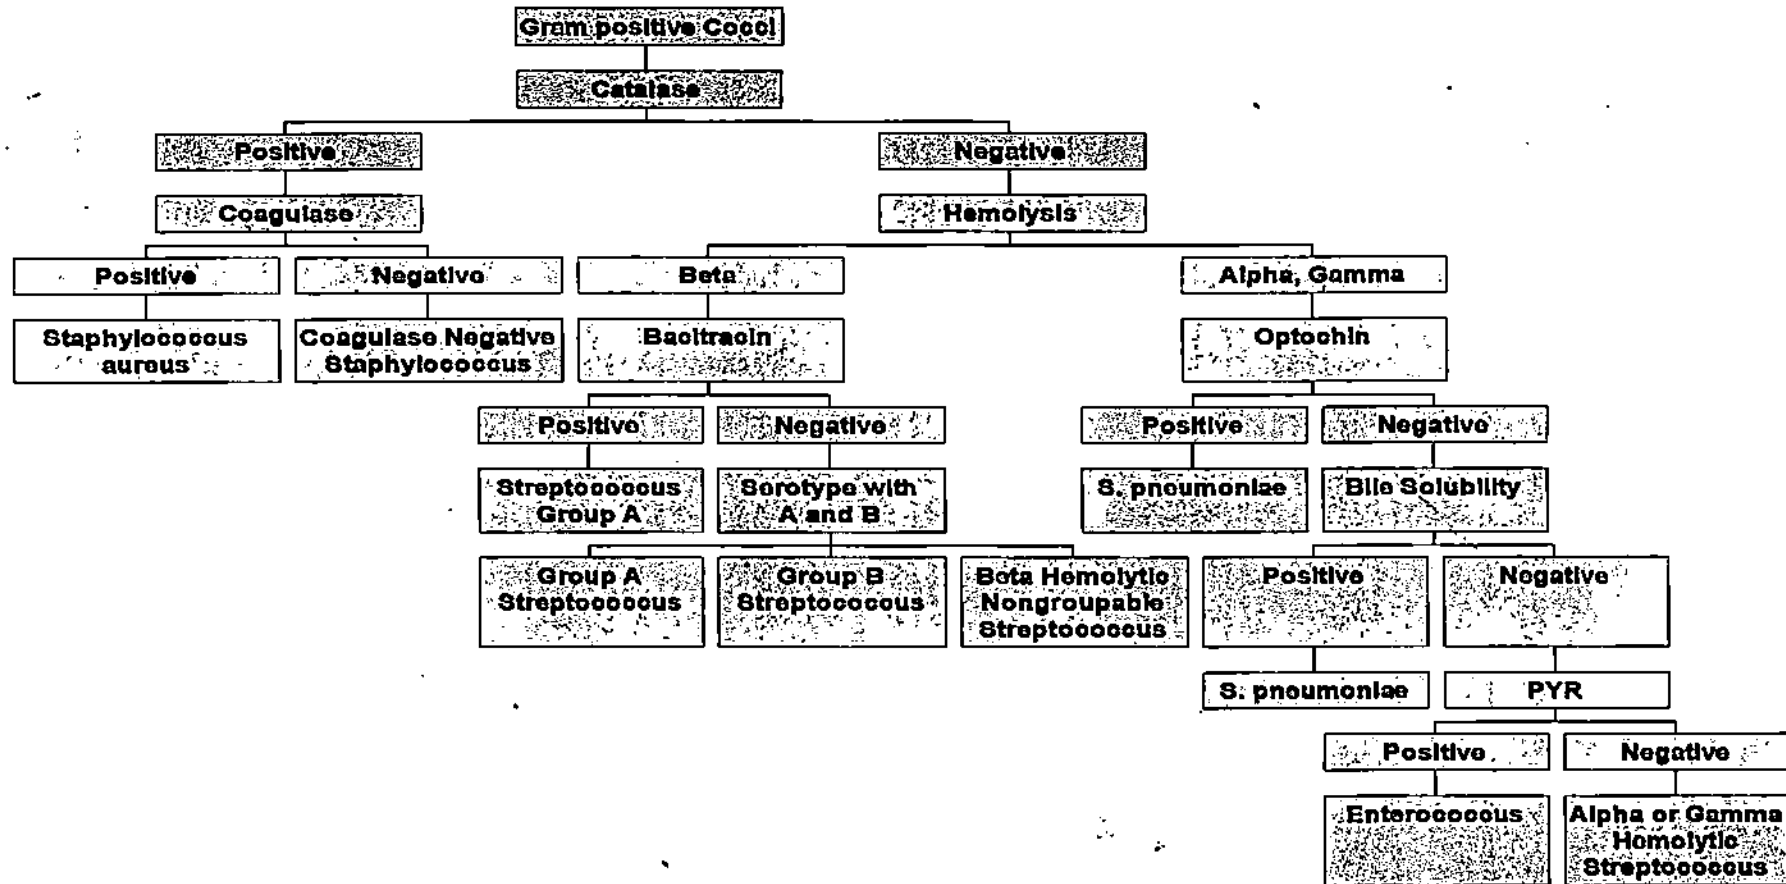 Gram positive Cocci
Catalase
Positive
Negative
Coagulase
Hemolysis
Positive
Negative
Beta
Alpha, Gamma
Staphylococcus
aureus
Coagulase Negative
Staphylococcus
Bacitracin
Optochin
Positive
Negative
Positive
Negative
Streptococcus
Group A
Serotype with
A and B
S. pneumoniae
Bile Solubility
Group A
Streptococcus
Group B
Streptococcus
Beta Hemolytic
Nongroupable
Streptococcus
Positive
Negative
S. pneumoniae
PYR
Positive
Negative
Enterococcus
Alpha or Gamma
Hemolytic
Streptococcus